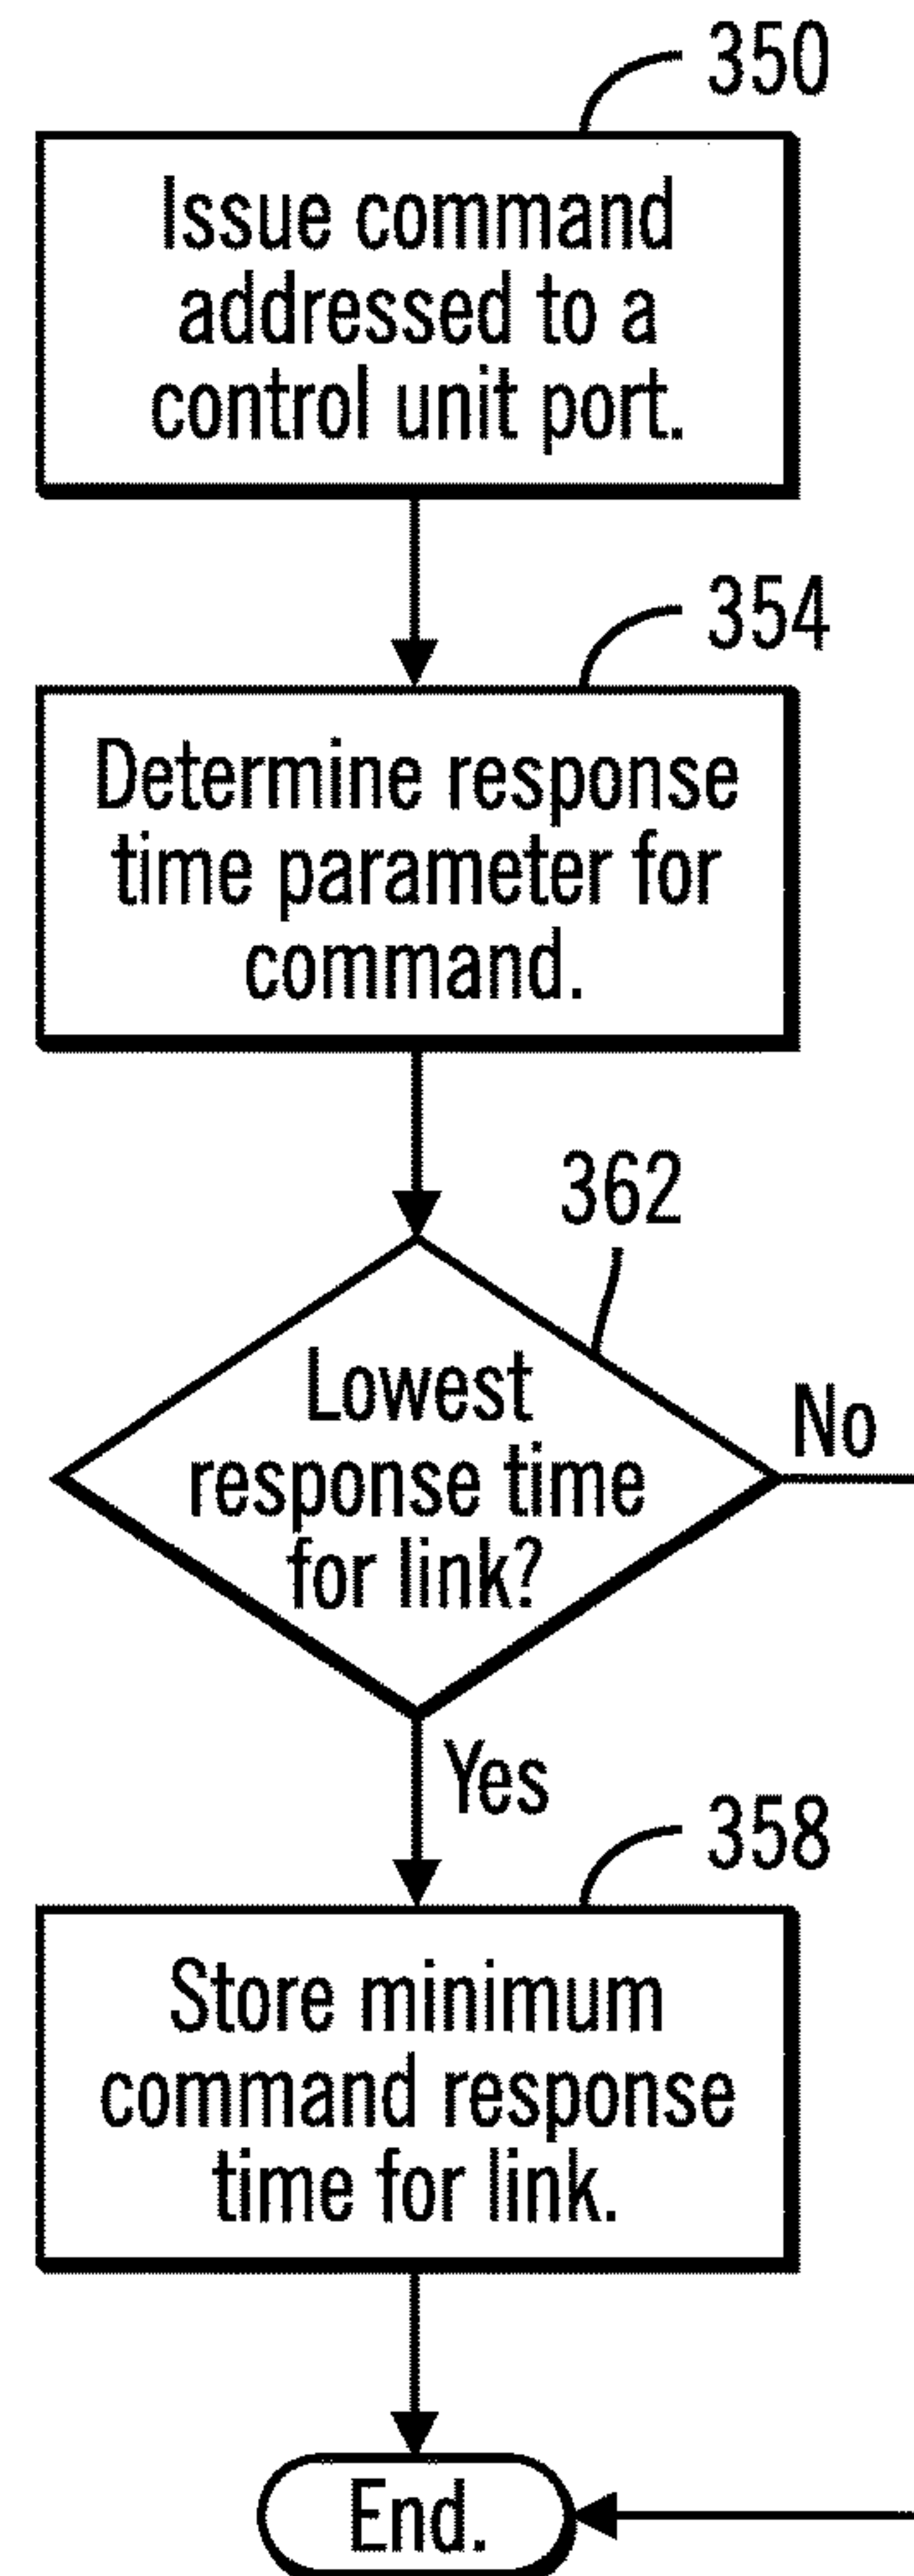 350
Issue command
addressed to a
control unit port.
354
Determine response
time parameter for
command.
362
Lowest
response time
for link?
No
Yes
358
Store minimum
command response
time for link.
End.